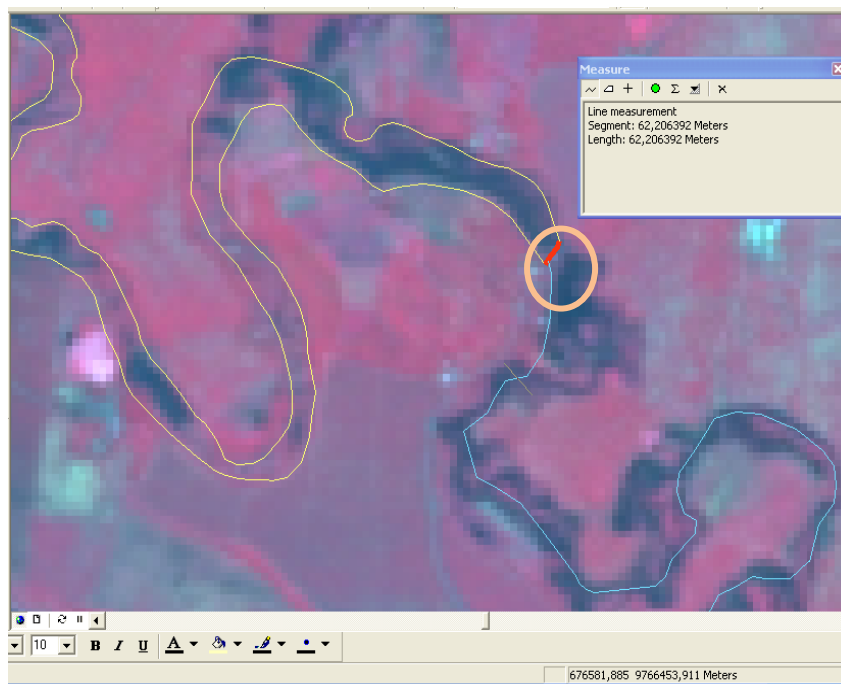 Measure
Line measurement
Segment: 62,206392 Meters
Length: 62,206392 Meters
10 B I U A
676581,885 9766453,911 Meters